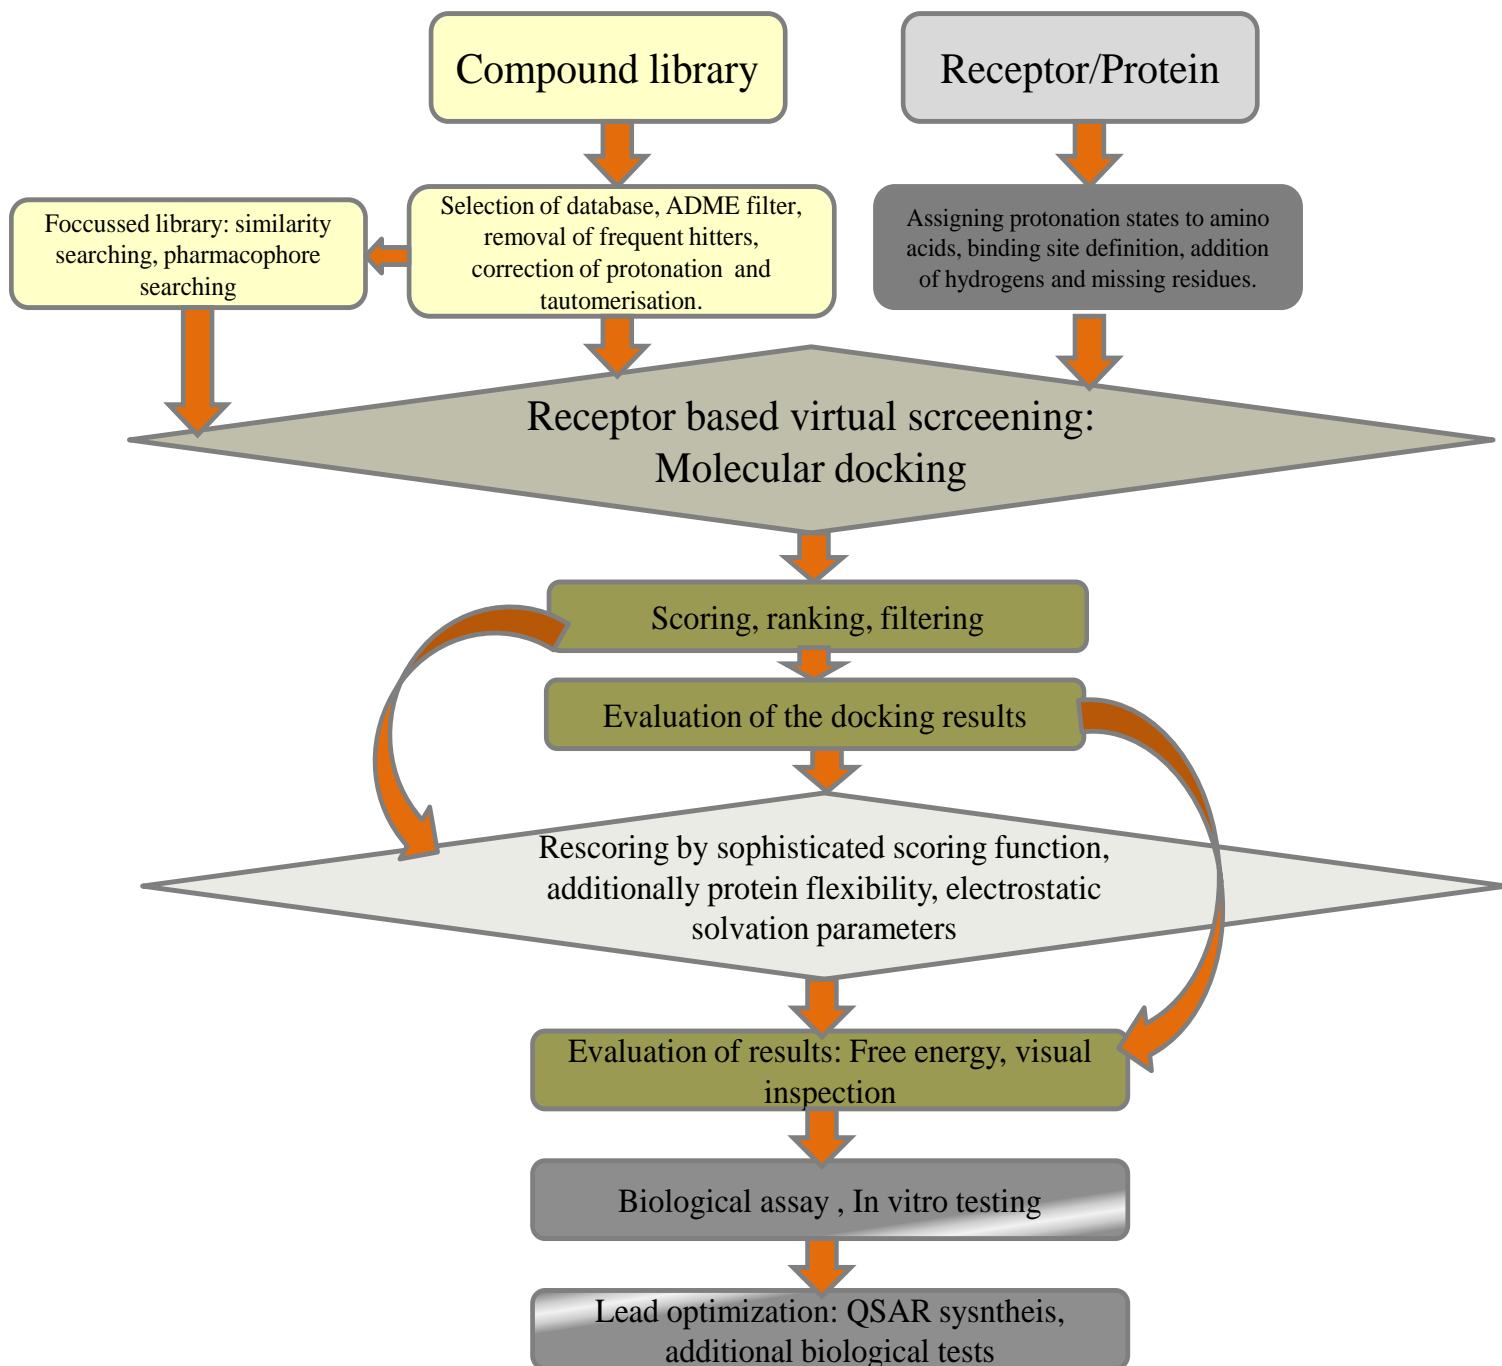 Compound library
Receptor/Protein
Foccussed library: similarity
searching, pharmacophore
searching
Selection of database, ADME filter,
removal of frequent hitters,
correction of protonation and
tautomerisation.
Assigning protonation states to amino
acids, binding site definition, addition
of hydrogens and missing residues.
Receptor based virtual scrceening:
Molecular docking
Scoring, ranking, filtering
Evaluation of the docking results
Rescoring by sophisticated scoring function,
additionally protein flexibility, electrostatic
solvation parameters
Evaluation of results: Free energy, visual
inspection
Biological assay , In vitro testing
Lead optimization: QSAR sysntheis,
additional biological tests